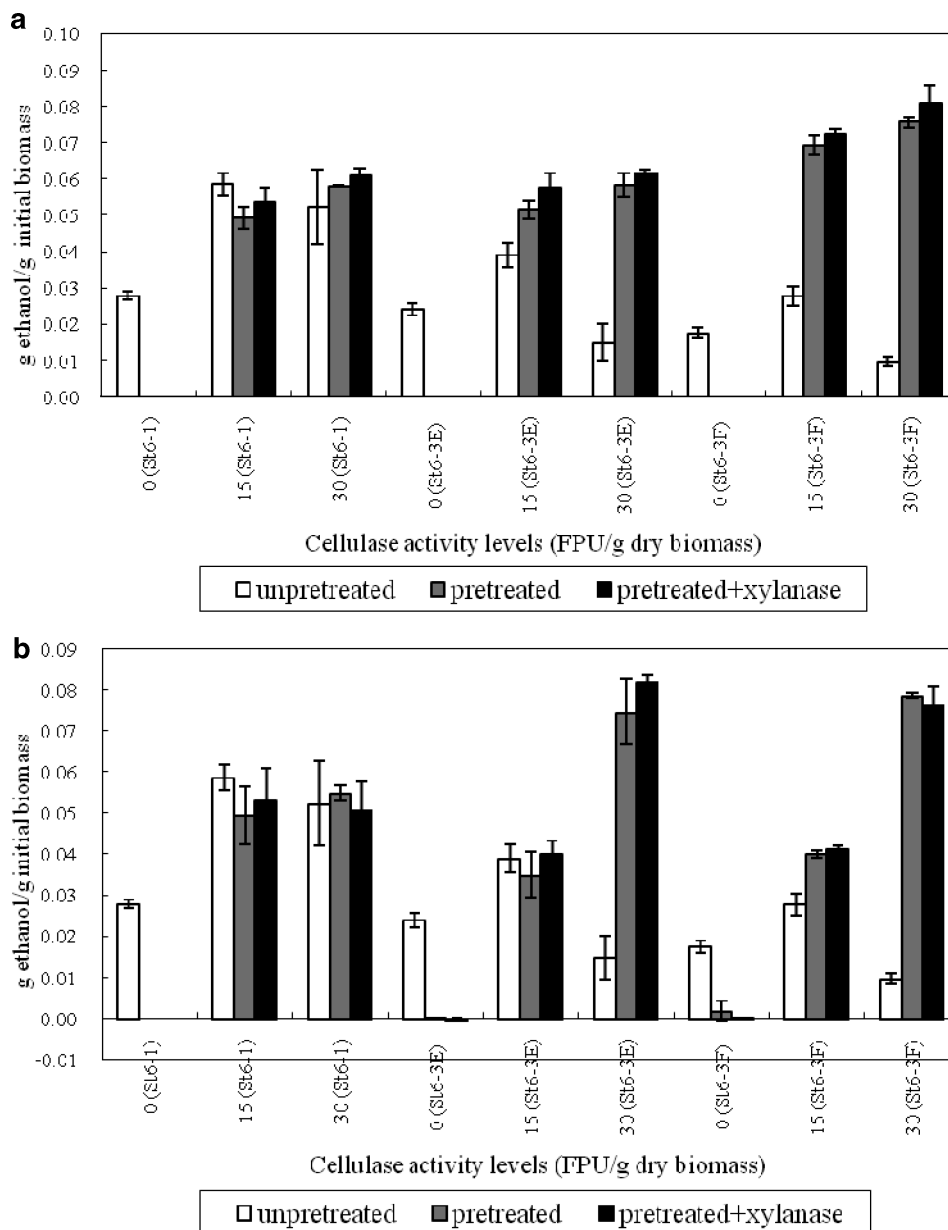 a
g ethanol/g initial biomass
0.10
0.09
0.08
0.07
0.06
0.05
0.04
0.03
0.02
0.01
0.00
0 (St6-1)
15 (St6-1)
30 (St6-1)
0 (St6-3E)
15 (St6-3E)
30 (St6-3E)
0 (St6-3F)
15 (St6-3F)
30 (St6-3F)
Cellulase activity levels (FPU/g dry biomass)
unpretreated pretreated pretreated+xylanase
b
g ethanol/g initial biomass
0.09
0.08
0.07
0.06
0.05
0.04
0.03
0.02
0.01
0.00
-0.01
0 (St6-1)
15 (St6-1)
30 (St6-1)
0 (St6-3E)
15 (St6-3E)
30 (St6-3E)
0 (St6-3F)
15 (St6-3F)
30 (St6-3F)
Cellulase activity levels (FPU/g dry biomass)
unpretreated pretreated pretreated+xylanase